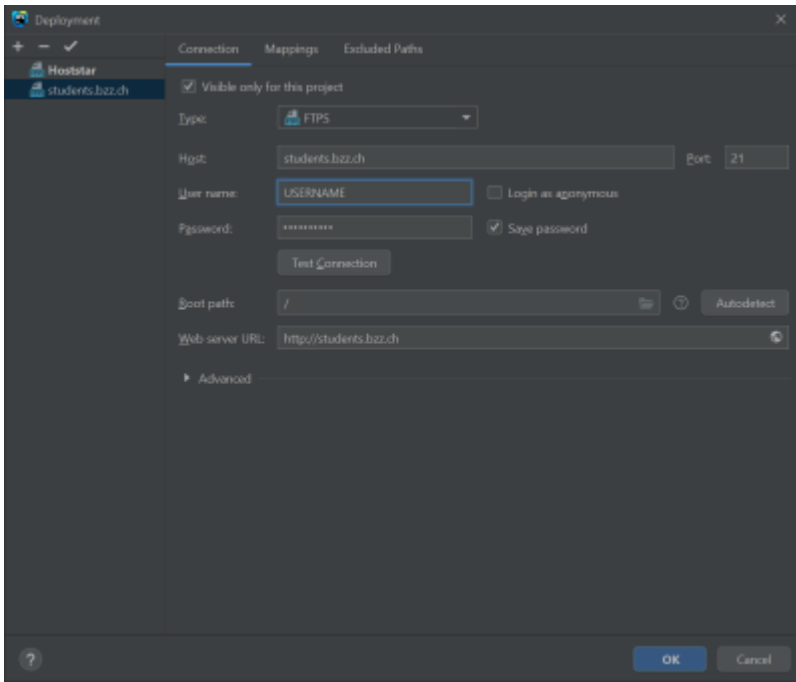 Deployment
Connection Mappings Excluded Paths
Hoststar
students.bzz.ch
Visible only for this project
Type: FTPS
Host: students.bzz.ch Port: 21
User name: USERNAME Login as anonymous
Password: •••••••••• Save password
Test Connection
Root path: / Autodetect
Web server URL: http://students.bzz.ch
Advanced
? OK Cancel